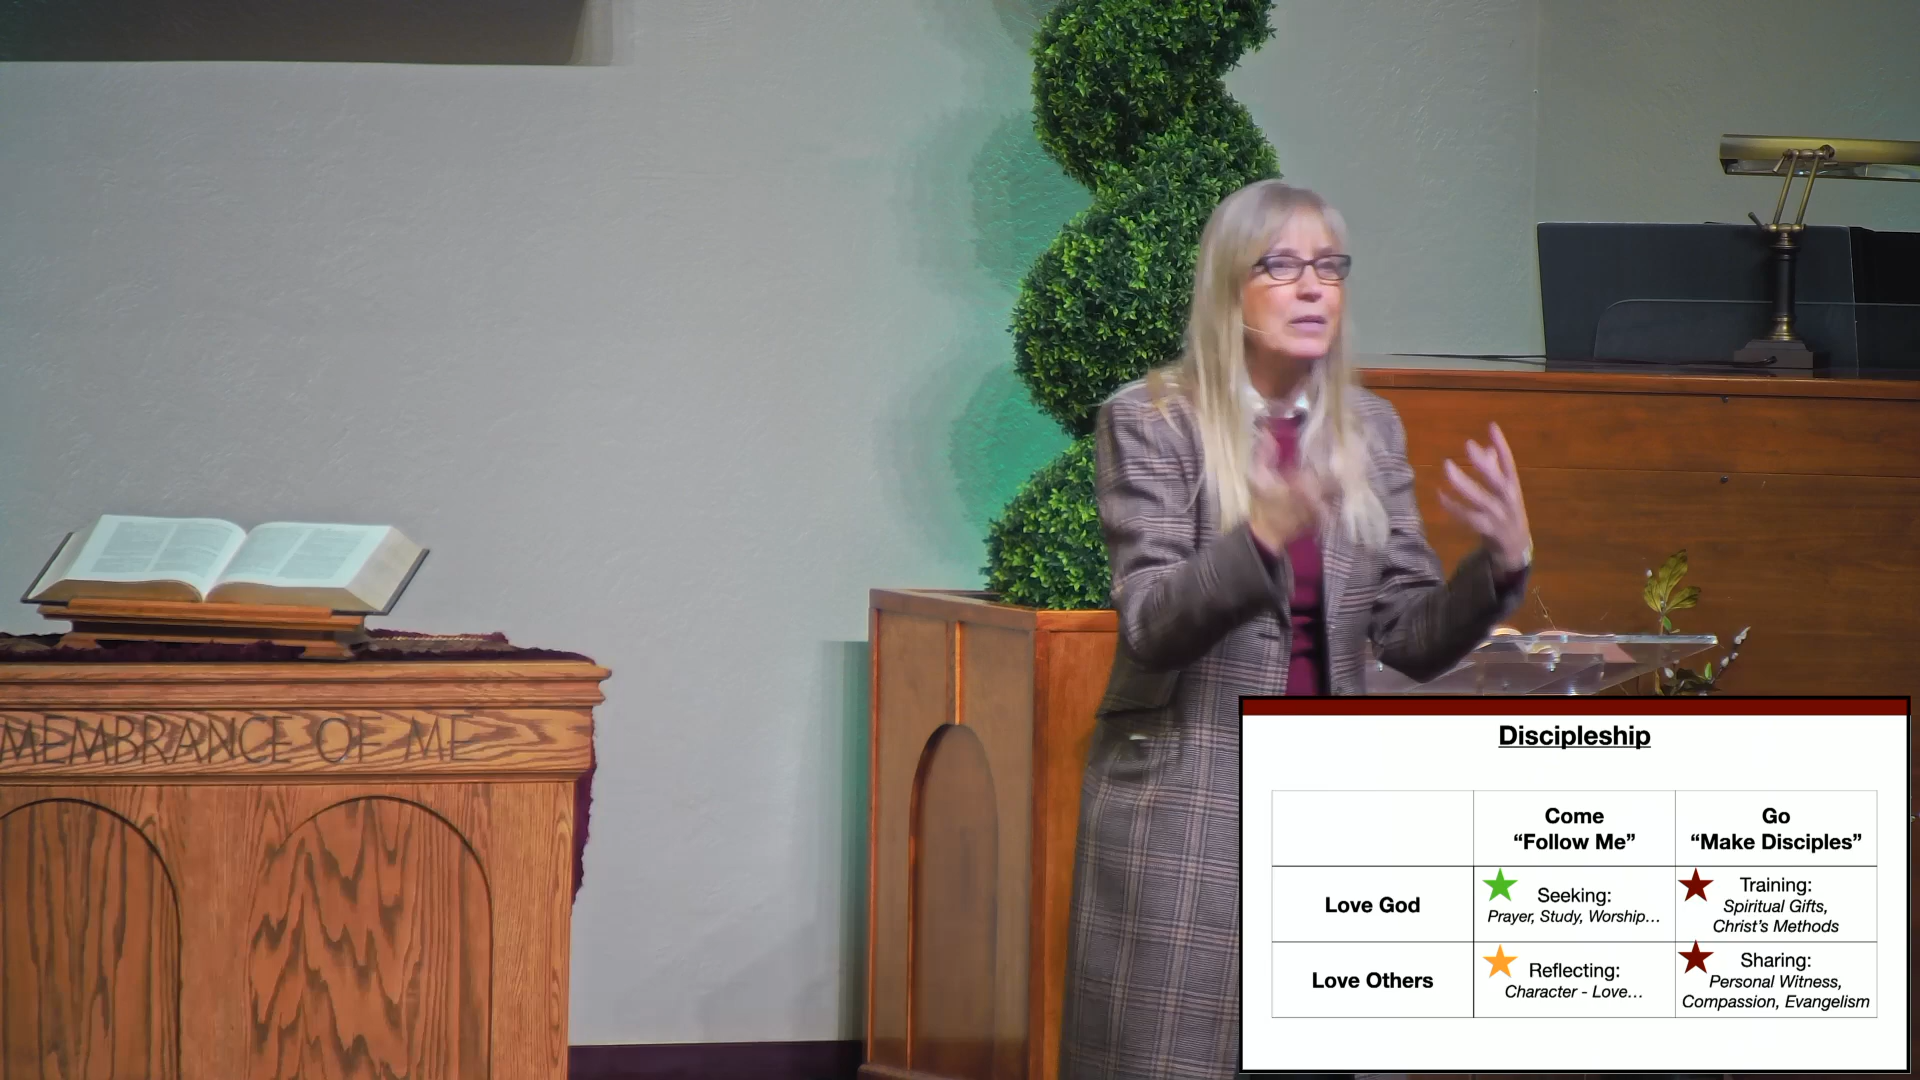 MEMBRANCE OF ME
Discipleship
Come
“Follow Me”
Go
“Make Disciples”
Love God
Seeking:
Prayer, Study, Worship...
Training:
Spiritual Gifts,
Christ’s Methods
Love Others
Reflecting:
Character - Love...
Sharing:
Personal Witness,
Compassion, Evangelism